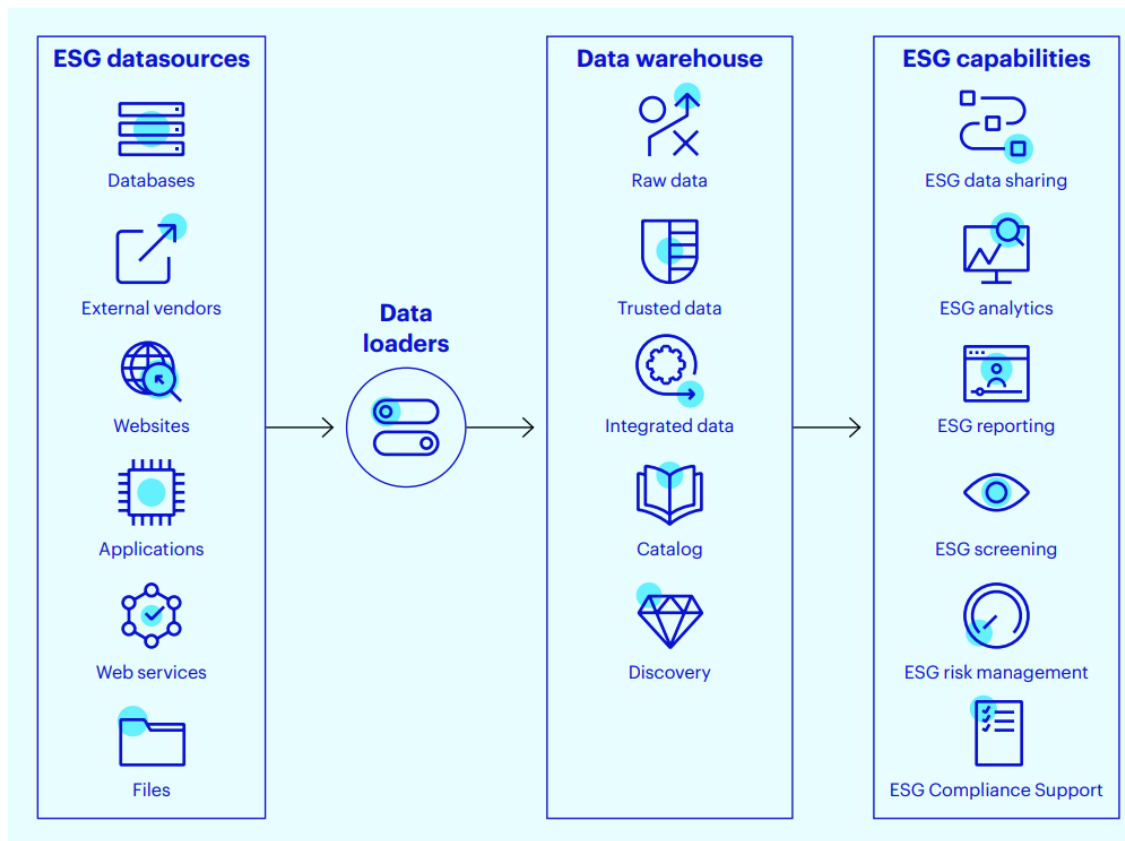 ESG datasources
Databases
External vendors
Websites
Applications
Web services
Files
Data
loaders
Data warehouse
Raw data
Trusted data
Integrated data
Catalog
Discovery
ESG capabilities
ESG data sharing
ESG analytics
ESG reporting
ESG screening
ESG risk management
ESG Compliance Support